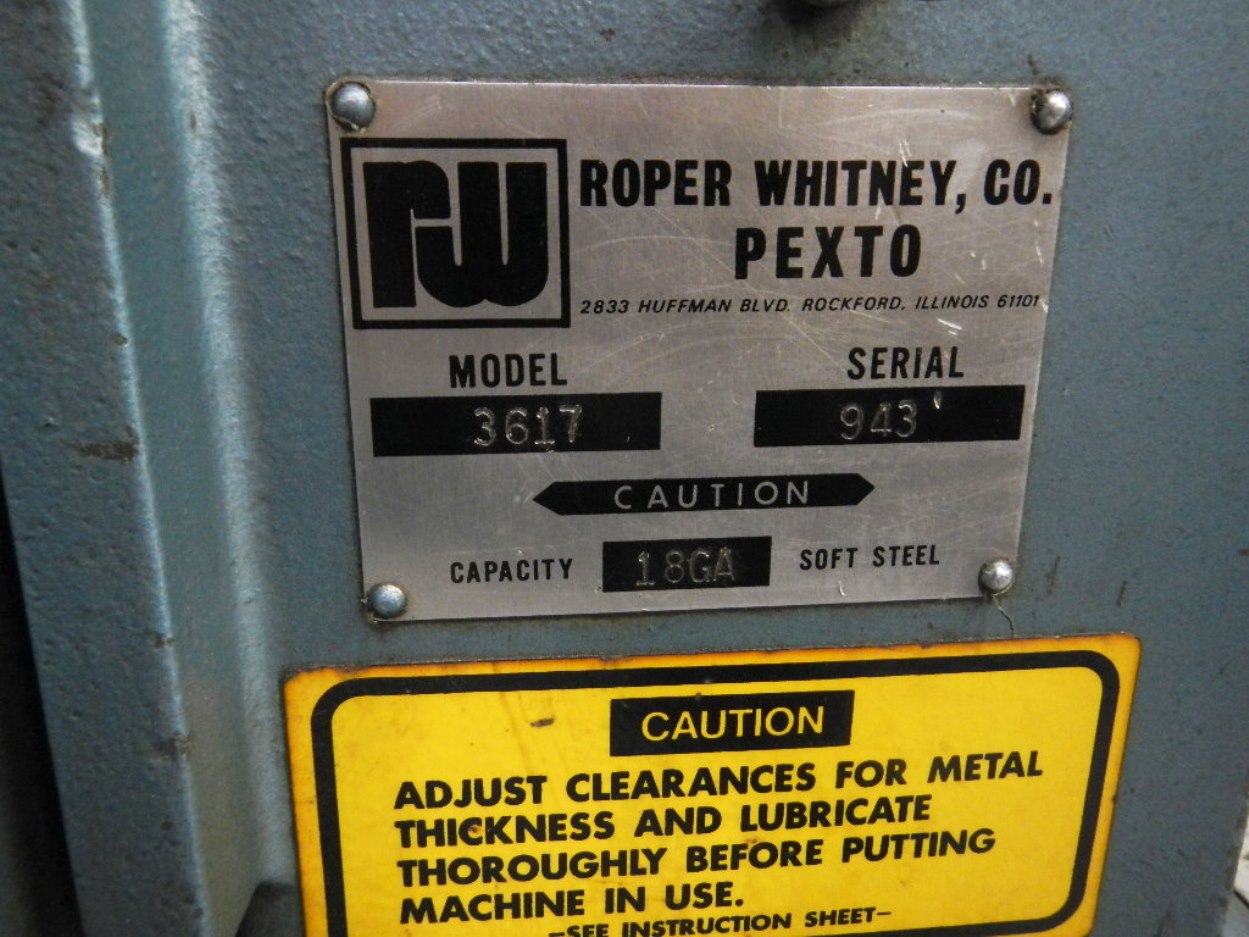 rw
ROPER WHITNEY, CO.
PEXTO
2833 HUFFMAN BLVD. ROCKFORD, ILLINOIS 61101
MODEL
SERIAL
3617
943
CAUTION
CAPACITY 18GA SOFT STEEL
CAUTION
ADJUST CLEARANCES FOR METAL
THICKNESS AND LUBRICATE
THOROUGHLY BEFORE PUTTING
MACHINE IN USE.
—SEE INSTRUCTION SHEET—